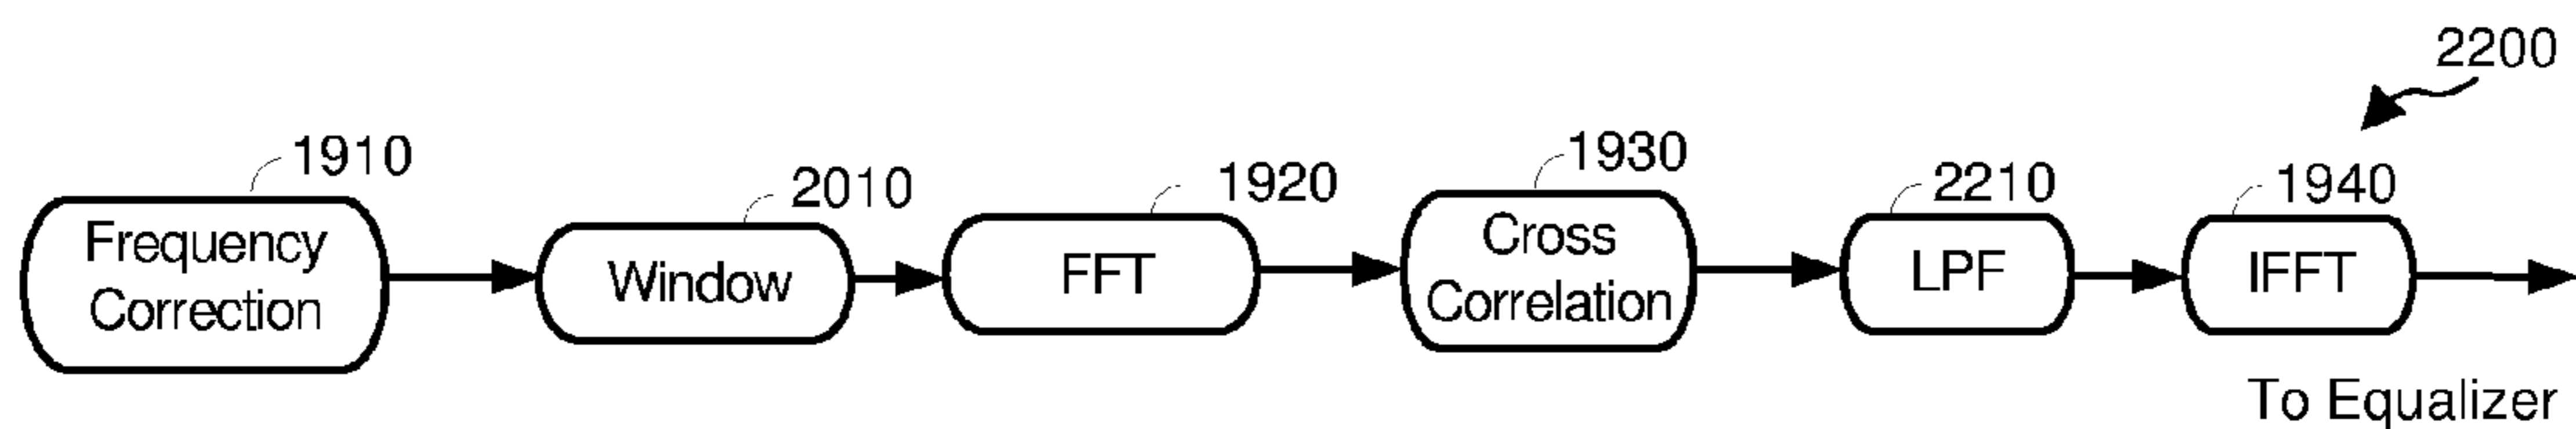 2200
1910
Frequency
Correction
2010
Window
1920
FFT
1930
Cross
Correlation
2210
LPF
1940
IFFT
To Equalizer